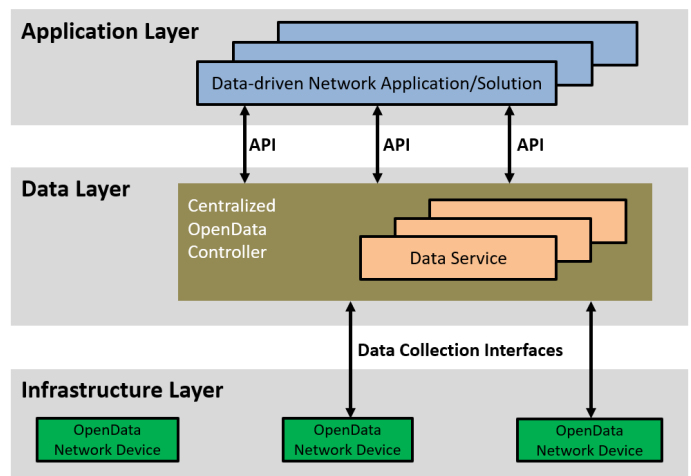 Application Layer
Data-driven Network Application/Solution
API
API
API
Data Layer
Centralized
OpenData
Controller
Data Service
Data Collection Interfaces
Infrastructure Layer
OpenData
Network Device
OpenData
Network Device
OpenData
Network Device